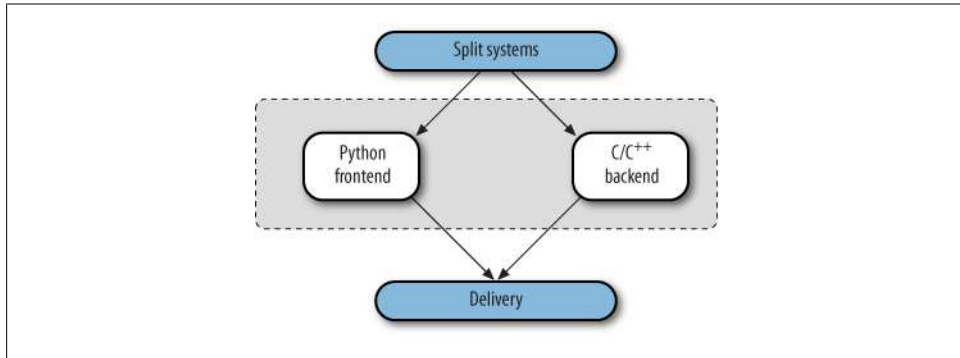 Split systems
Python
frontend
C/C++
backend
Delivery